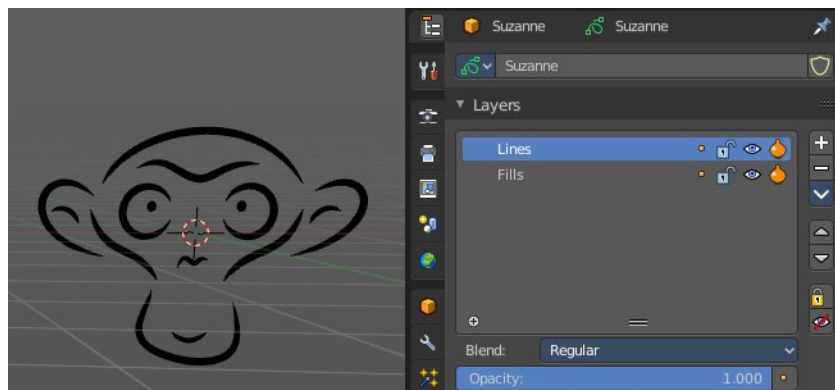 Suzanne Suzanne
Suzanne
Layers
Lines
Fills
Blend: Regular
Opacity: 1.000